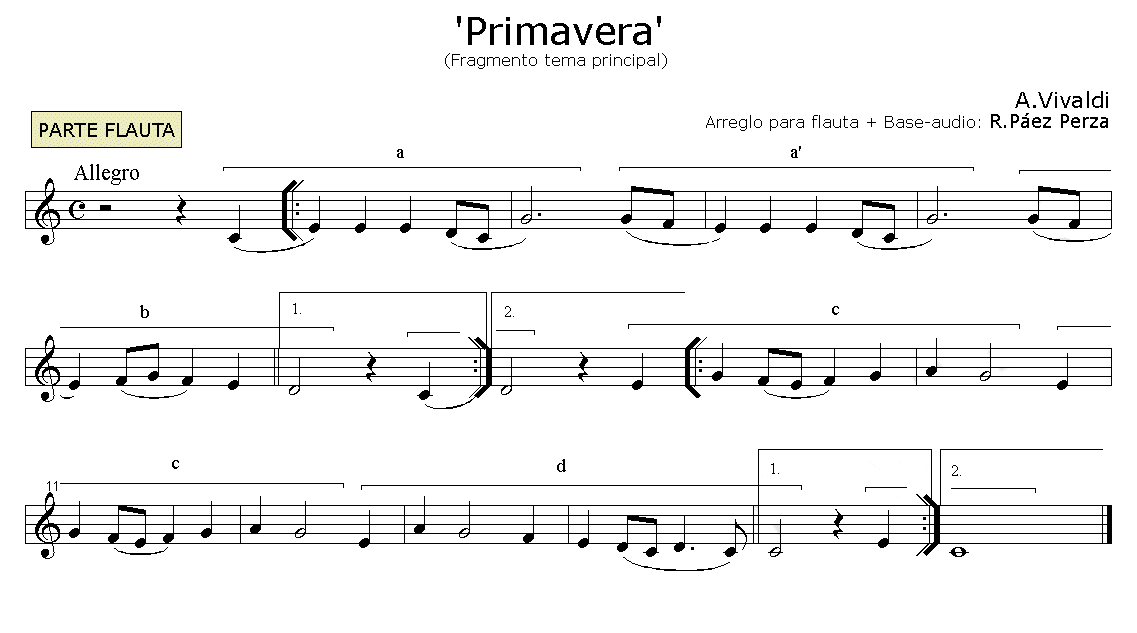 'Primavera'
(Fragmento tema principal)
A.Vivaldi
Arreglo para flauta + Base-audio: R.Páez Perza
PARTE FLAUTA
Allegro
a
a'
b
1.
2.
c
11
c
d
1.
2.